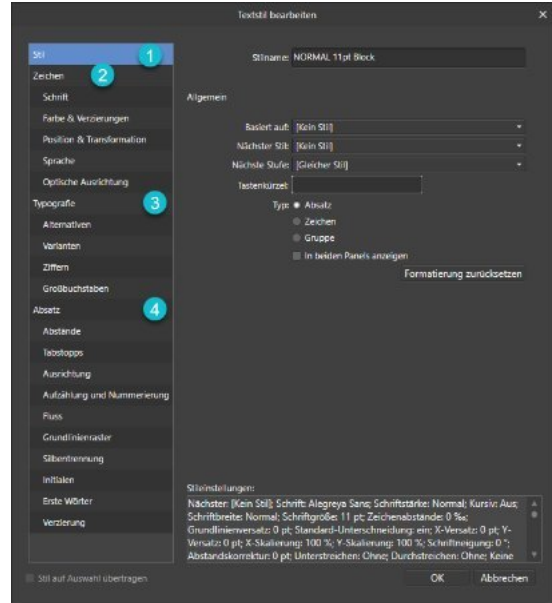 Textstil bearbeiten
Stil 1
Zeichen 2
Schrift
Farbe & Verzierungen
Position & Transformation
Sprache
Optische Ausrichtung
Typografie 3
Alternativen
Varianten
Ziffern
Großbuchstaben
Absatz 4
Abstände
Tabstopps
Ausrichtung
Aufzählung und Nummerierung
Fluss
Grundlinienraster
Silbentrennung
Initialen
Erste Wörter
Verzierung
Stil auf Auswahl übertragen
Stilname: NORMAL 11pt Block
Allgemein
Basiert auf: [Kein Stil]
Nächster Stil: [Kein Stil]
Nächste Stufe: [Gleicher Stil]
Tastenkürzel:
Typ: Absatz
Zeichen
Gruppe
In beiden Panels anzeigen
Formatierung zurücksetzen
Stileinstellungen:
Nächster: [Kein Stil]; Schrift: Alegreya Sans; Schriftstärke: Normal; Kursiv: Aus;
Schriftbreite: Normal; Schriftgröße: 11 pt; Zeichenabstände: 0 ‰;
Grundlinienversatz: 0 pt; Standard-Unterschneidung: ein; X-Versatz: 0 pt; Y-
Versatz: 0 pt; X-Skalierung: 100 %; Y-Skalierung: 100 %; Schriftneigung: 0 °;
Abstandskorrektur: 0 pt; Unterstreichen: Ohne; Durchstreichen: Ohne; Keine
OK Abbrechen